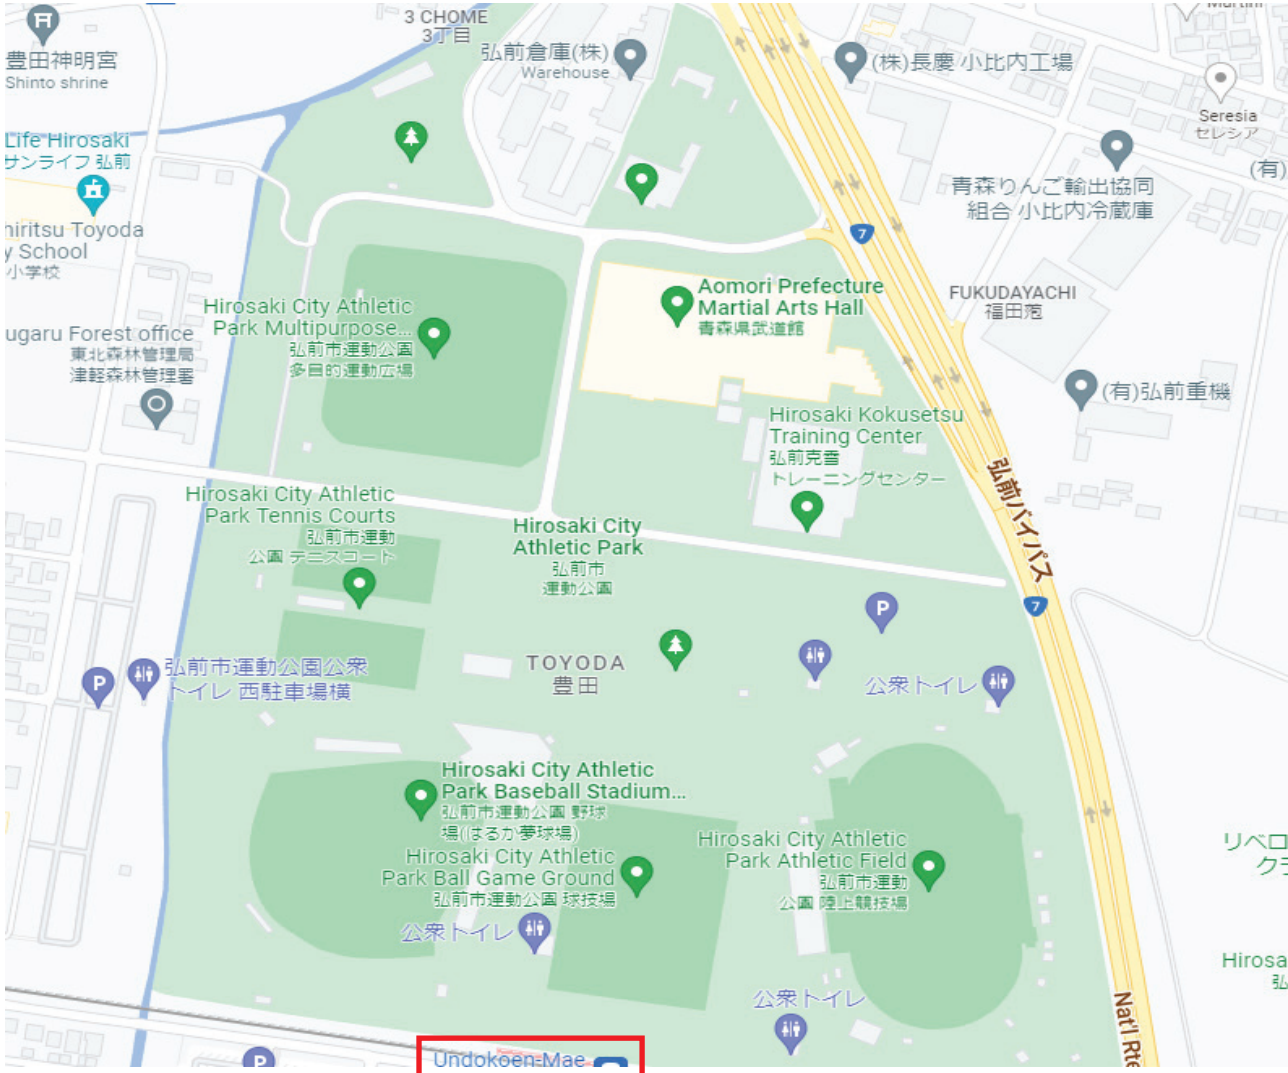 3 CHOME
3丁目
Martini
豊田神明宮
Shinto shrine
弘前倉庫(株)
Warehouse
(株)長慶 小比内工場
Seresia
セレシア
Life Hirosaki
サンライフ 弘前
(有)
青森りんご輸出協同
組合 小比内冷蔵庫
hiritsu Toyoda
y School
小学校
7
Aomori Prefecture
Martial Arts Hall
青森県武道館
FUKUDAYACHI
福田萢
Hirosaki City Athletic
Park Multipurpose...
弘前市運動公園
多目的運動広場
ugaru Forest office
東北森林管理局
津軽森林管理署
(有)弘前重機
Hirosaki Kokusetsu
Training Center
弘前克雪
トレーニングセンター
弘前バイパス
Hirosaki City Athletic
Park Tennis Courts
弘前市運動
公園 テニスコート
Hirosaki City
Athletic Park
弘前市
運動公園
P
7
TOYODA
豊田
弘前市運動公園公衆
トイレ 西駐車場横
P
公衆トイレ
Hirosaki City Athletic
Park Baseball Stadium...
弘前市運動公園 野球
場(はるか夢球場)
Hirosaki City Athletic
Park Ball Game Ground
弘前市運動公園 球技場
Hirosaki City Athletic
Park Athletic Field
弘前市運動
公園 陸上競技場
リベロ
公衆トイレ
公衆トイレ
Hirosa
弘
Nat'l Rte
P
Undokoen-Mae